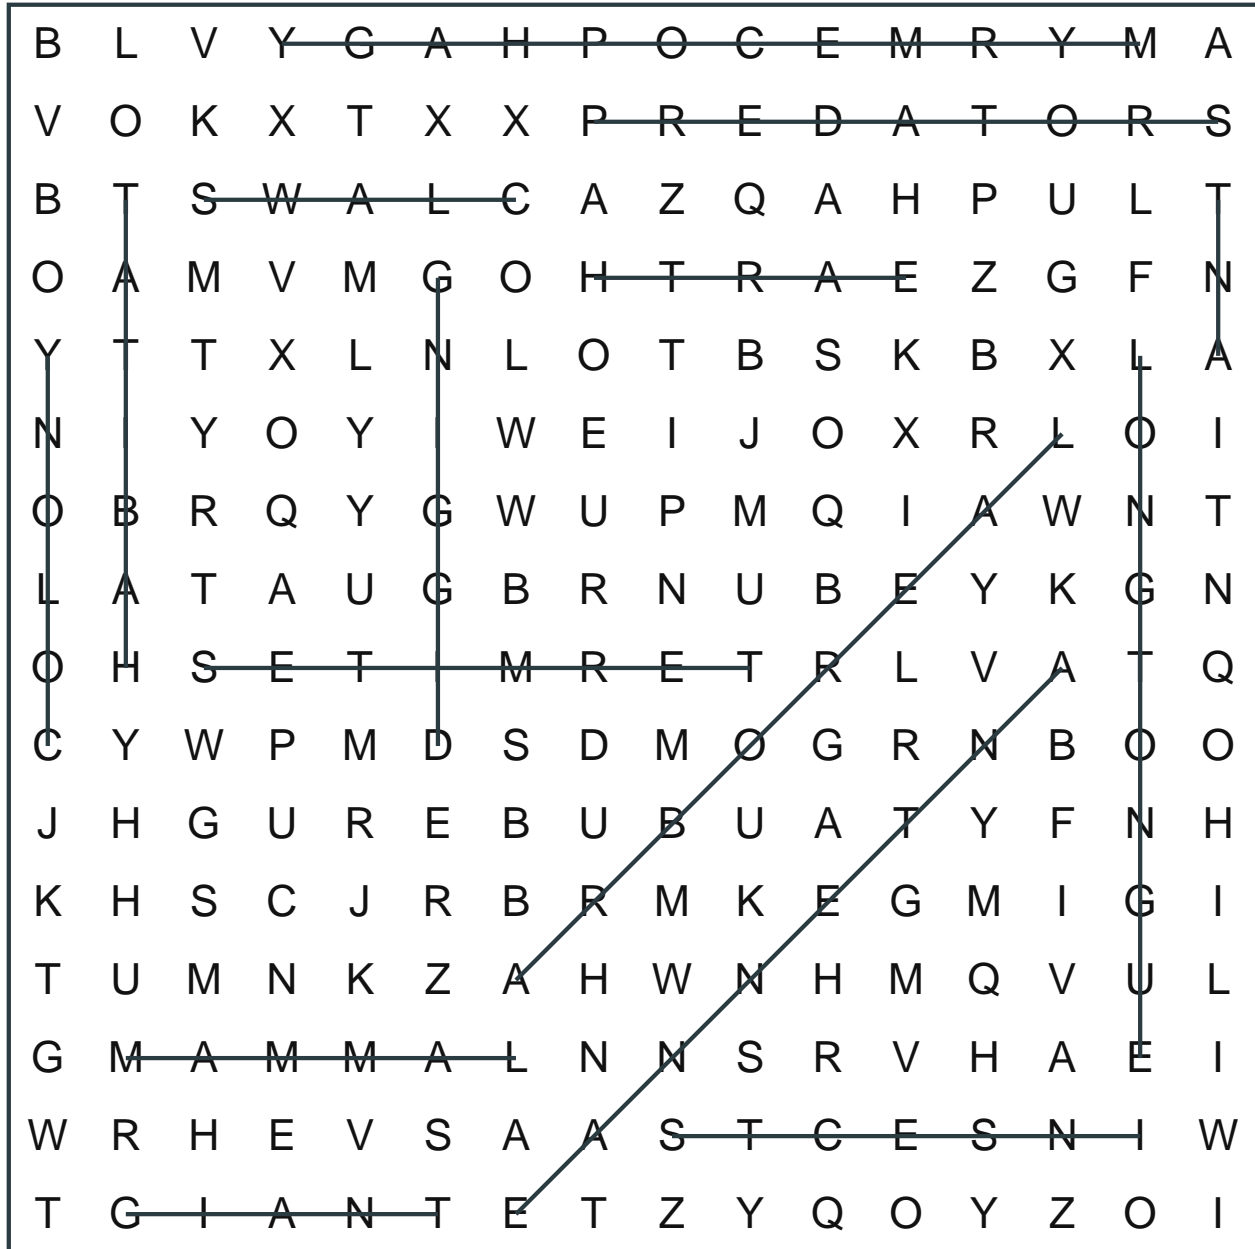 B L V Y G A H P O C E M R Y M A
V O K X T X X P R E D A T O R S
B T S W A L C A Z Q A H P U L T
O A M V M G O H T R A E Z G F N
Y T T X L N L O T B S K B X L A
N I Y O Y I W E I J O X R L O I
O B R Q Y G W U P M Q I A W N T
L A T A U G B R N U B E Y K G N
O H S E T I M R E T R L V A T Q
C Y W P M D S D M O G R N B O O
J H G U R E B U B U A T Y F N H
K H S C J R B R M K E G M I G I
T U M N K Z A H W N H M Q V U L
G M A M M A L N N S R V H A E I
W R H E V S A A S T C E S N I W
T G I A N T E T Z Y Q O Y Z O I